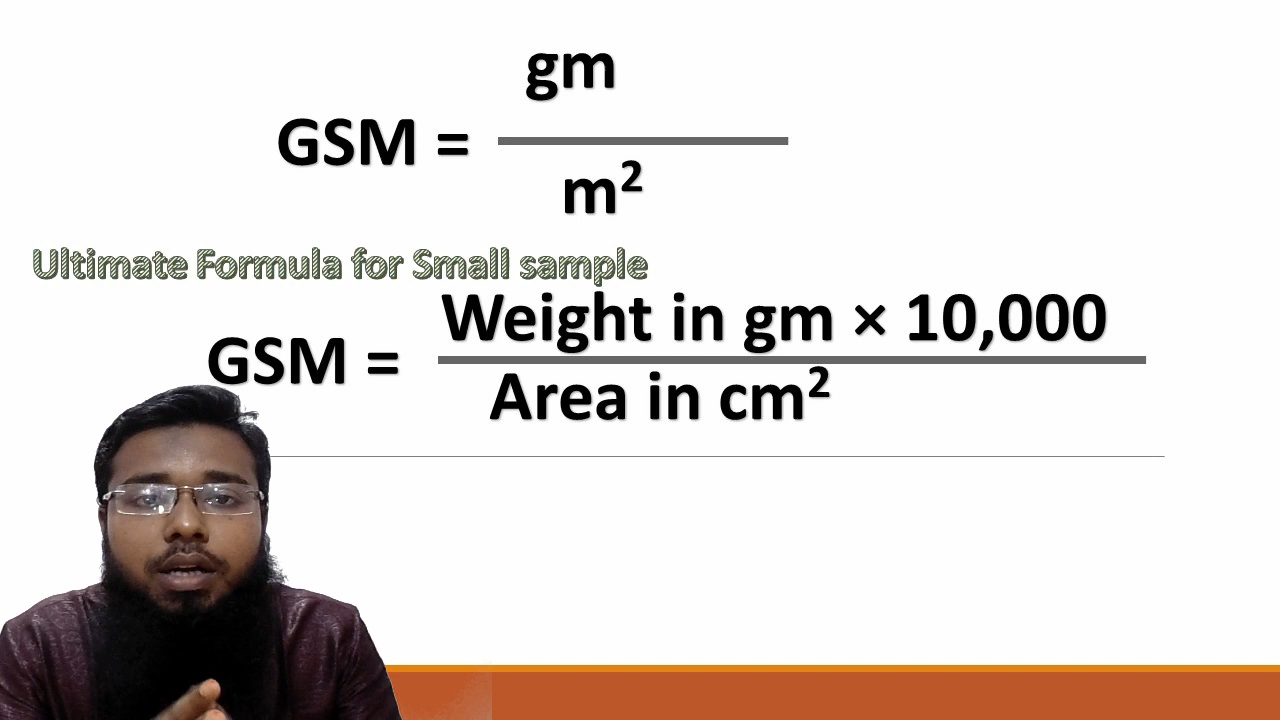 gm
GSM =
m²
Ultimate Formula for Small sample
Weight in gm × 10,000
GSM =
Area in cm²